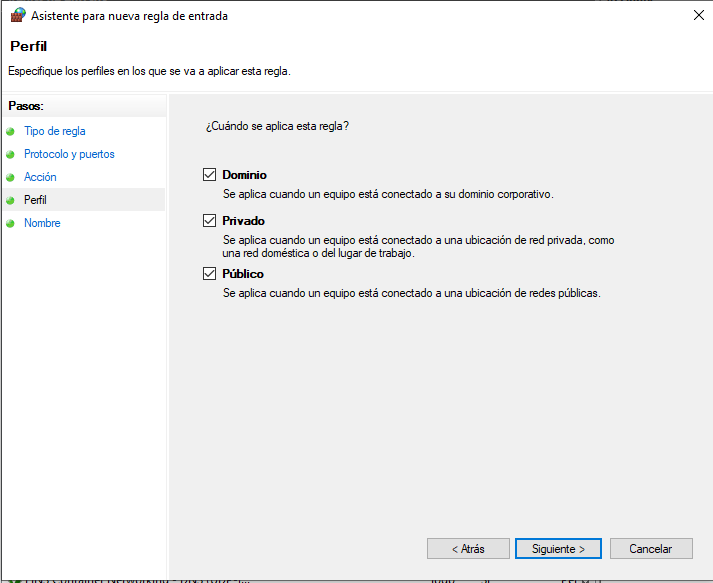 Asistente para nueva regla de entrada
Perfil
Especifique los perfiles en los que se va a aplicar esta regla.
Pasos:
Tipo de regla
Protocolo y puertos
Acción
Perfil
Nombre
¿Cuándo se aplica esta regla?
Dominio
Se aplica cuando un equipo está conectado a su dominio corporativo.
Privado
Se aplica cuando un equipo está conectado a una ubicación de red privada, como
una red doméstica o del lugar de trabajo.
Público
Se aplica cuando un equipo está conectado a una ubicación de redes públicas.
< Atrás
Siguiente >
Cancelar